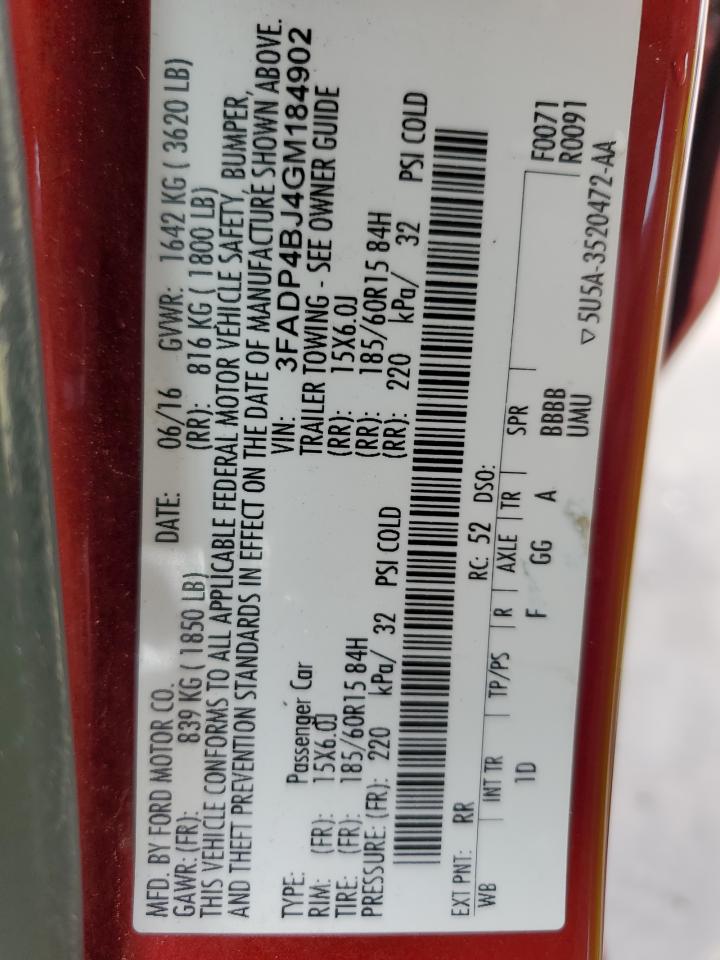 MFD. BY FORD MOTOR CO. DATE: 06/16 GVWR: 1642 KG ( 3620 LB)
GAWR: (FR): 839 KG ( 1850 LB) (RR): 816 KG ( 1800 LB)
THIS VEHICLE CONFORMS TO ALL APPLICABLE FEDERAL MOTOR VEHICLE SAFETY, BUMPER,
AND THEFT PREVENTION STANDARDS IN EFFECT ON THE DATE OF MANUFACTURE SHOWN ABOVE.
VIN: 3FADP4BJ4GM184902
TYPE: Passenger Car TRAILER TOWING - SEE OWNER GUIDE
RIM: (FR): 15X6.0J (RR): 15X6.0J
TIRE: (FR): 185/60R15 84H (RR): 185/60R15 84H
PRESSURE: (FR): 220 kPa/ 32 PSI COLD (RR): 220 kPa/ 32 PSI COLD
EXT PNT: RR RC: 52 DSO:
WB INT TR TP/PS R AXLE TR SPR F0071
1D F GG A BBBB R0091
UMU
▽ 5U5A-3520472-AA